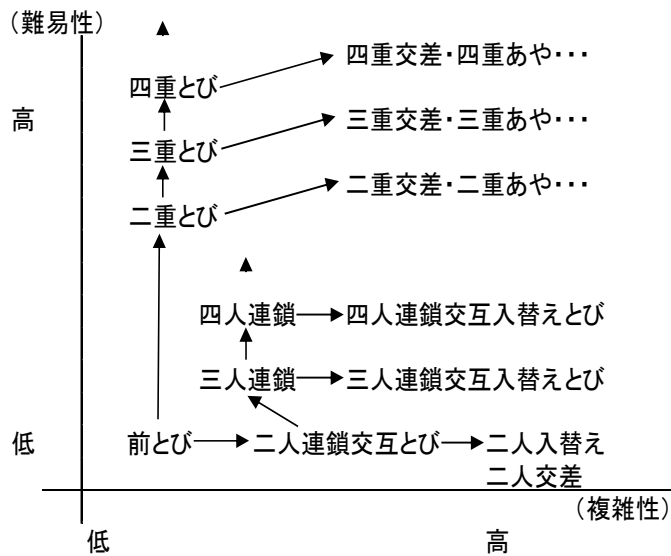 (難易性)
四重交差・四重あや・・・
四重とび
高
三重交差・三重あや・・・
三重とび
二重交差・二重あや・・・
二重とび
四人連鎖 四人連鎖交互入替えとび
三人連鎖 三人連鎖交互入替えとび
低 前とび 二人連鎖交互とび 二人入替え
二人交差
(複雑性)
低 高